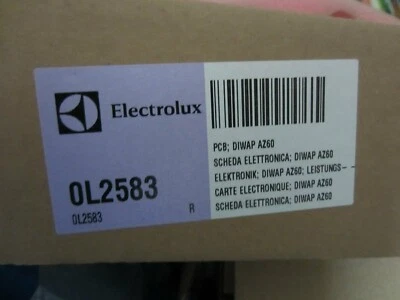 Electrolux
PCB; DIWAP AZ60
SCHEDA ELETTRONICA; DIWAP AZ60
ELEKTRONIK; DIWAP AZ60; LEISTUNGS-
CARTE ELECTRONIQUE; DIWAP AZ60
SCHEDA ELETTRONICA; DIWAP AZ60
0L2583
0L2583 R